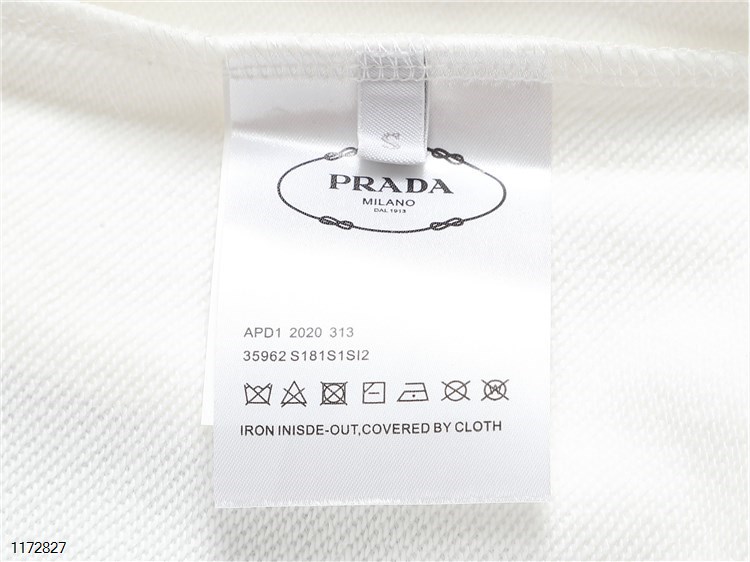 S
PRADA
MILANO
DAL 1913
APD1 2020 313
35962 S181S1SI2
IRON INISDE-OUT,COVERED BY CLOTH
1172827